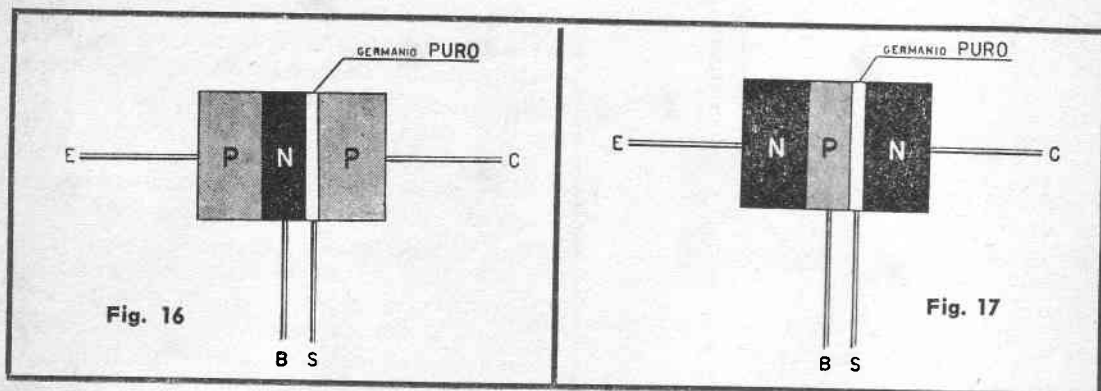 GERMANIO PURO
E P N P C
B S
Fig. 16
GERMANIO PURO
E N P N C
B S
Fig. 17